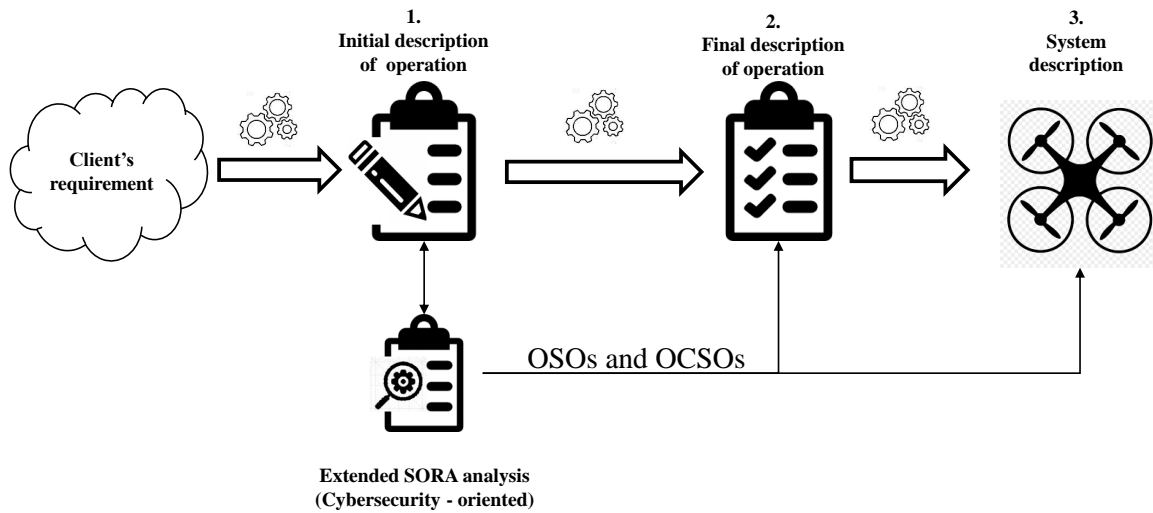 1.
Initial description
of operation
2.
Final description
of operation
3.
System
description
Client's
requirement
OSOs and OCSOs
Extended SORA analysis
(Cybersecurity - oriented)